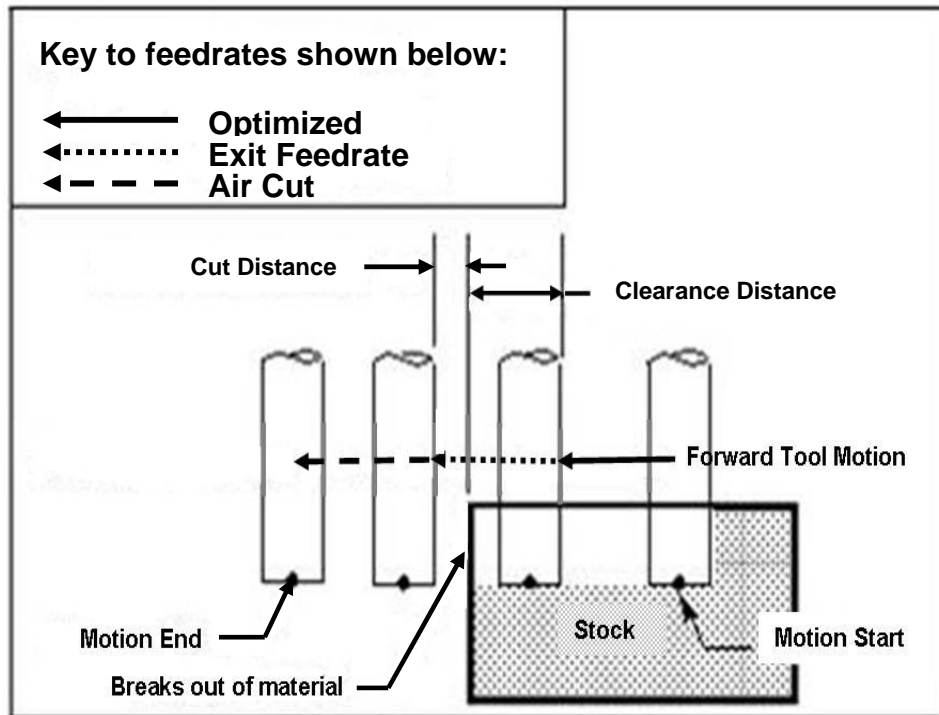 Key to feedrates shown below:
Optimized
Exit Feedrate
Air Cut
Cut Distance
Clearance Distance
Forward Tool Motion
Stock
Motion End
Motion Start
Breaks out of material